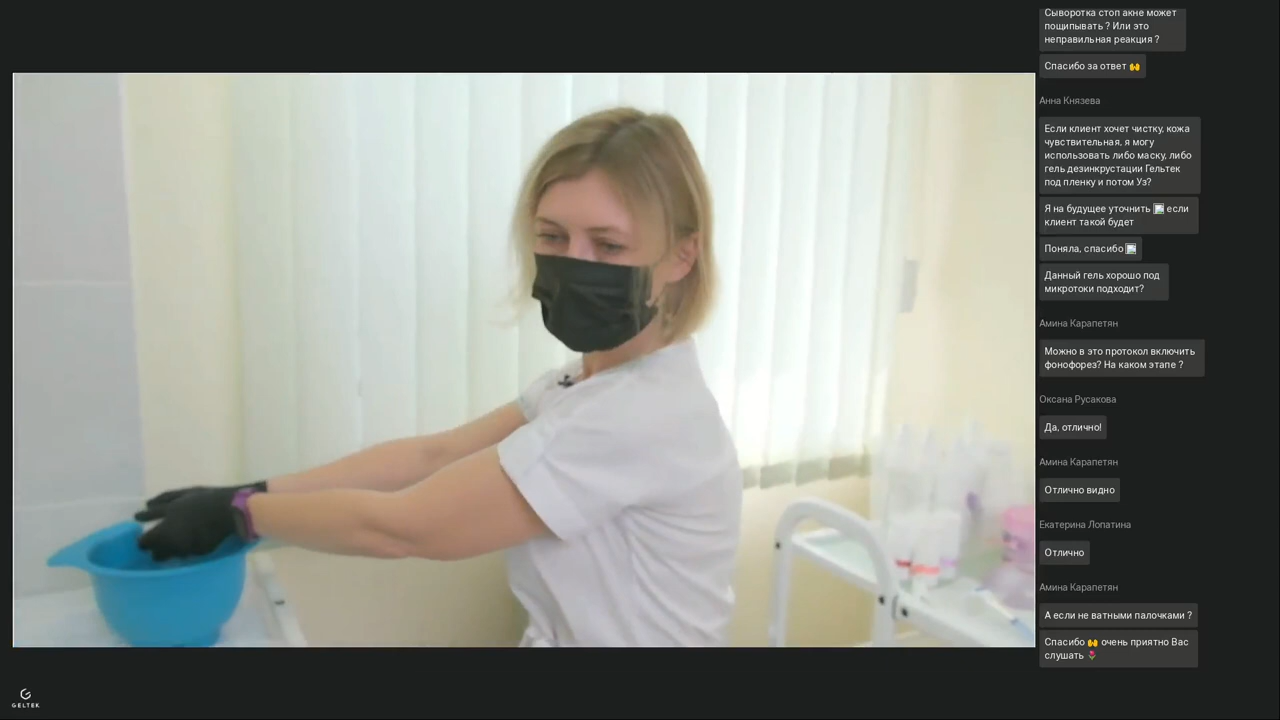 Сыворотка стоп акне может
пощипывать ? Или это
неправильная реакция ?
Спасибо за ответ 🙌
Анна Князева
Если клиент хочет чистку, кожа
чувствительная, я могу
использовать либо маску, либо
гель дезинкрустации Гельтек
под пленку и потом Уз?
Я на будущее уточнить если
клиент такой будет
Поняла, спасибо
Данный гель хорошо под
микротоки подходит?
Амина Карапетян
Можно в это протокол включить
фонофорез? На каком этапе ?
Оксана Русакова
Да, отлично!
Амина Карапетян
Отлично видно
Екатерина Лопатина
Отлично
Амина Карапетян
А если не ватными палочками ?
Спасибо 🙌 очень приятно Вас
слушать 🌷
GELTEK